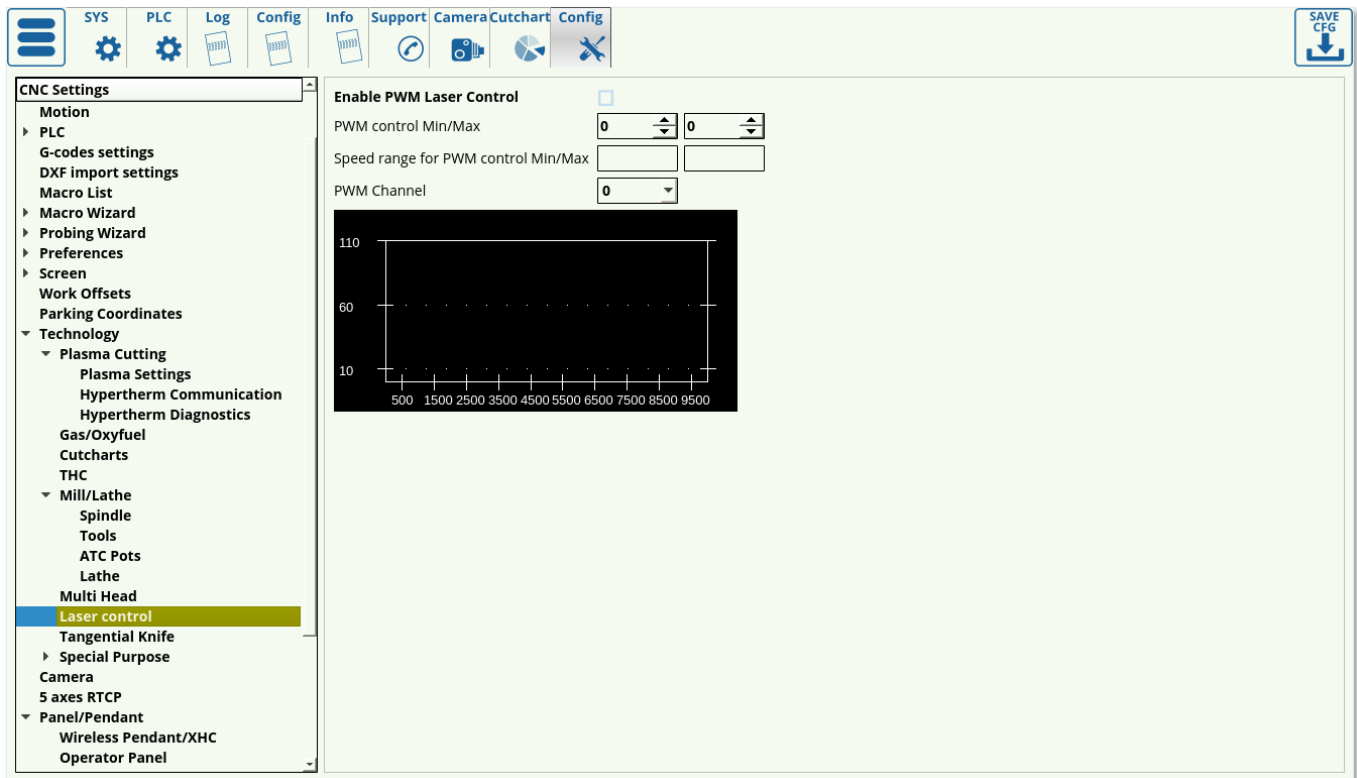 SYS PLC Log Config Info Support Camera Cutchart Config SAVE CFG
CNC Settings
Motion
PLC
G-codes settings
DXF import settings
Macro List
Macro Wizard
Probing Wizard
Preferences
Screen
Work Offsets
Parking Coordinates
Technology
Plasma Cutting
Plasma Settings
Hypertherm Communication
Hypertherm Diagnostics
Gas/Oxyfuel
Cutcharts
THC
Mill/Lathe
Spindle
Tools
ATC Pots
Lathe
Multi Head
Laser control
Tangential Knife
Special Purpose
Camera
5 axes RTCP
Panel/Pendant
Wireless Pendant/XHC
Operator Panel
Enable PWM Laser Control
PWM control Min/Max 0 0
Speed range for PWM control Min/Max
PWM Channel 0
110
60
10
500 1500 2500 3500 4500 5500 6500 7500 8500 9500